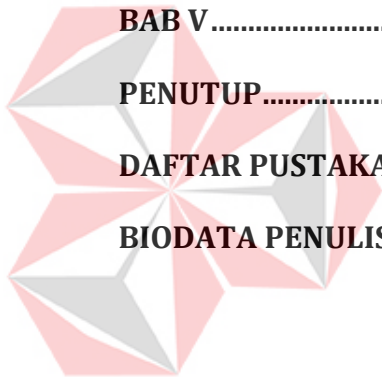 BAB V.......................
PENUTUP................
DAFTAR PUSTAKA
BIODATA PENULIS